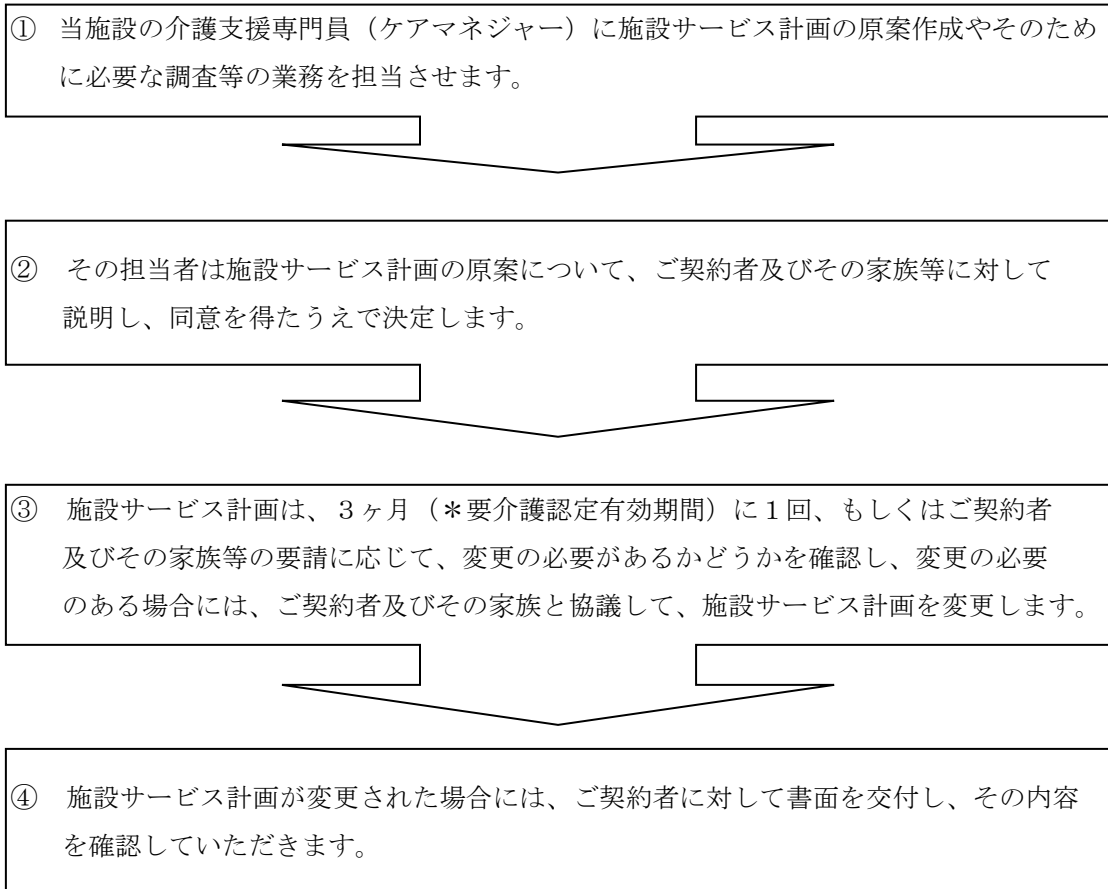 ① 当施設の介護支援専門員（ケアマネジャー）に施設サービス計画の原案作成やそのため
に必要な調査等の業務を担当させます。
② その担当者は施設サービス計画の原案について、ご契約者及びその家族等に対して
説明し、同意を得たうえで決定します。
③ 施設サービス計画は、３ヶ月（＊要介護認定有効期間）に１回、もしくはご契約者
及びその家族等の要請に応じて、変更の必要があるかどうかを確認し、変更の必要
のある場合には、ご契約者及びその家族と協議して、施設サービス計画を変更します。
④ 施設サービス計画が変更された場合には、ご契約者に対して書面を交付し、その内容
を確認していただきます。